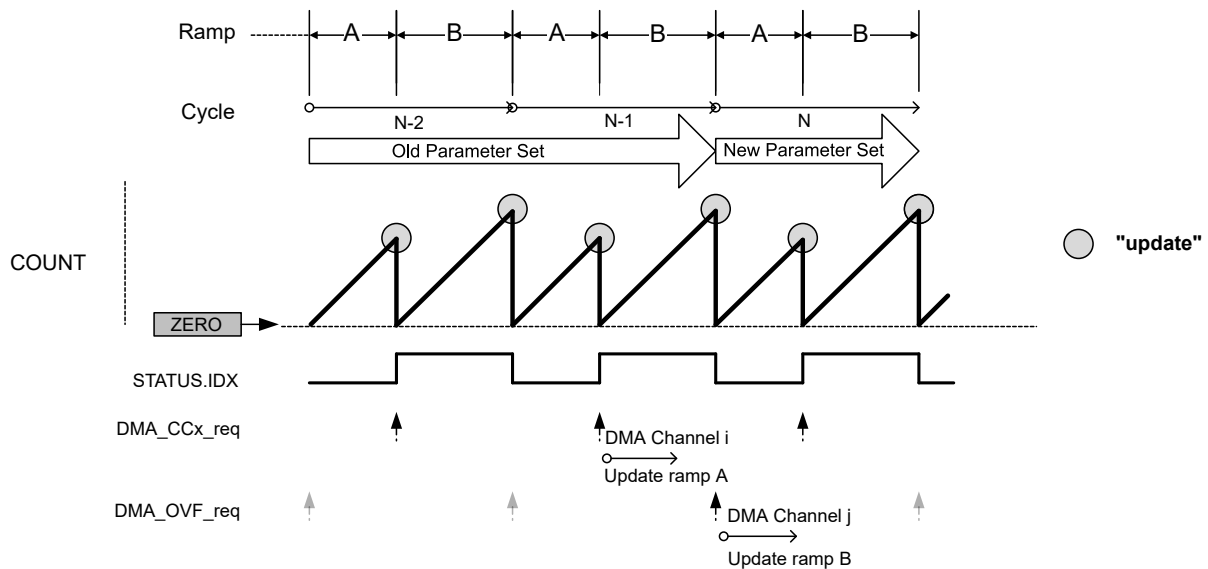 Ramp
A B A B A B
Cycle
N-2 N-1 N
Old Parameter Set New Parameter Set
"update"
COUNT
ZERO
STATUS.IDX
DMA_CCx_req
DMA Channel i
Update ramp A
DMA_OVF_req
DMA Channel j
Update ramp B